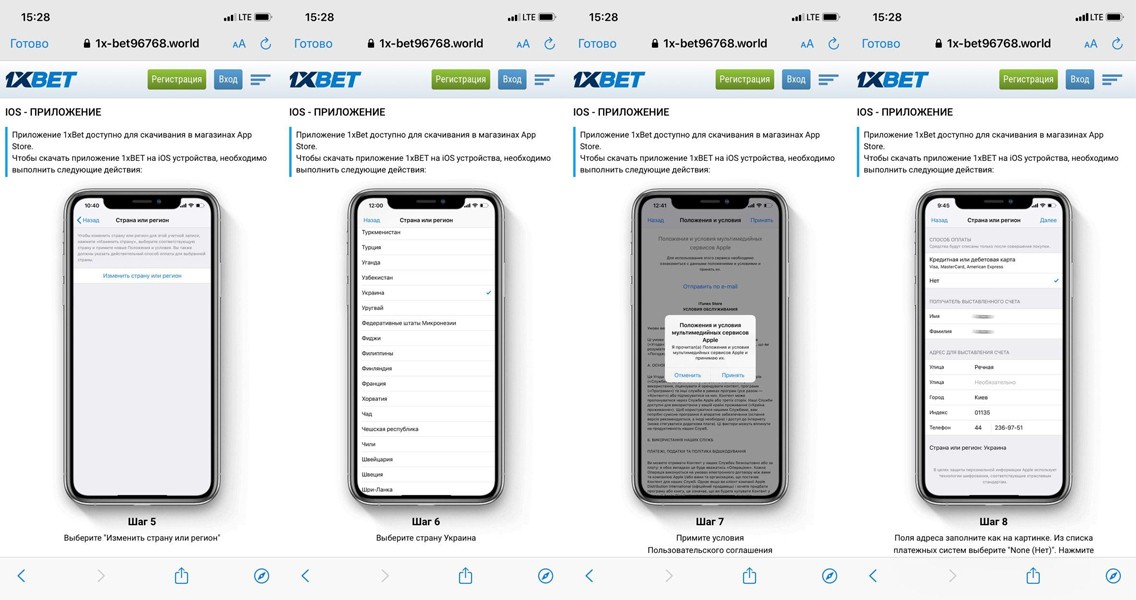 15:28
LTE
Готово
1x-bet96768.world
AA
1XBET
Регистрация
Вход
IOS - ПРИЛОЖЕНИЕ
Приложение 1xBet доступно для скачивания в магазинах App
Store.
Чтобы скачать приложение 1xBET на iOS устройства, необходимо
выполнить следующие действия:
10:40
Назад
Страна или регион
Изменить страну или регион
Шаг 5
Выберите "Изменить страну или регион"
15:28
LTE
Готово
1x-bet96768.world
AA
1XBET
Регистрация
Вход
IOS - ПРИЛОЖЕНИЕ
Приложение 1xBet доступно для скачивания в магазинах App
Store.
Чтобы скачать приложение 1xBET на iOS устройства, необходимо
выполнить следующие действия:
12:00
Назад
Страна или регион
Туркменистан
Турция
Уганда
Узбекистан
Украина
Уругвай
Федеративные штаты Микронезии
Фиджи
Филиппины
Финляндия
Франция
Хорватия
Чад
Чешская республика
Чили
Швейцария
Швеция
Шри-Ланка
Шаг 6
Выберите страну Украина
15:28
LTE
Готово
1x-bet96768.world
AA
1XBET
Регистрация
Вход
IOS - ПРИЛОЖЕНИЕ
Приложение 1xBet доступно для скачивания в магазинах App
Store.
Чтобы скачать приложение 1xBET на iOS устройства, необходимо
выполнить следующие действия:
12:41
Назад
Положения и условия
Принять
Положения и условия мультимедийных
сервисов Apple
Отправить по e-mail
iTunes Store
УСЛОВИЯ ОБСЛУЖИВАНИЯ
Положения и условия
мультимедийных сервисов
Apple
Я прочитал(а) Положения и условия
мультимедийных сервисов Apple и
принимаю их.
Отменить
Принять
Шаг 7
Примите условия
Пользовательского соглашения
15:28
LTE
Готово
1x-bet96768.world
AA
1XBET
Регистрация
Вход
IOS - ПРИЛОЖЕНИЕ
Приложение 1xBet доступно для скачивания в магазинах App
Store.
Чтобы скачать приложение 1xBET на iOS устройства, необходимо
выполнить следующие действия:
9:45
Назад
Страна или регион
Далее
СПОСОБ ОПЛАТЫ
Средства будут списаны только после совершения покупки.
Кредитная или дебетовая карта
Visa, MasterCard, American Express
Нет
ПОЛУЧАТЕЛЬ ВЫСТАВЛЕННОГО СЧЕТА
Имя
Фамилия
АДРЕС ДЛЯ ВЫСТАВЛЕНИЯ СЧЕТА
Улица Речная
Улица Необязательно
Город Киев
Индекс 01135
Телефон 44 236-97-51
Страна или регион: Украина
Шаг 8
Поля адреса заполните как на картинке. Из списка
платежных систем выберите "None (Нет)". Нажмите